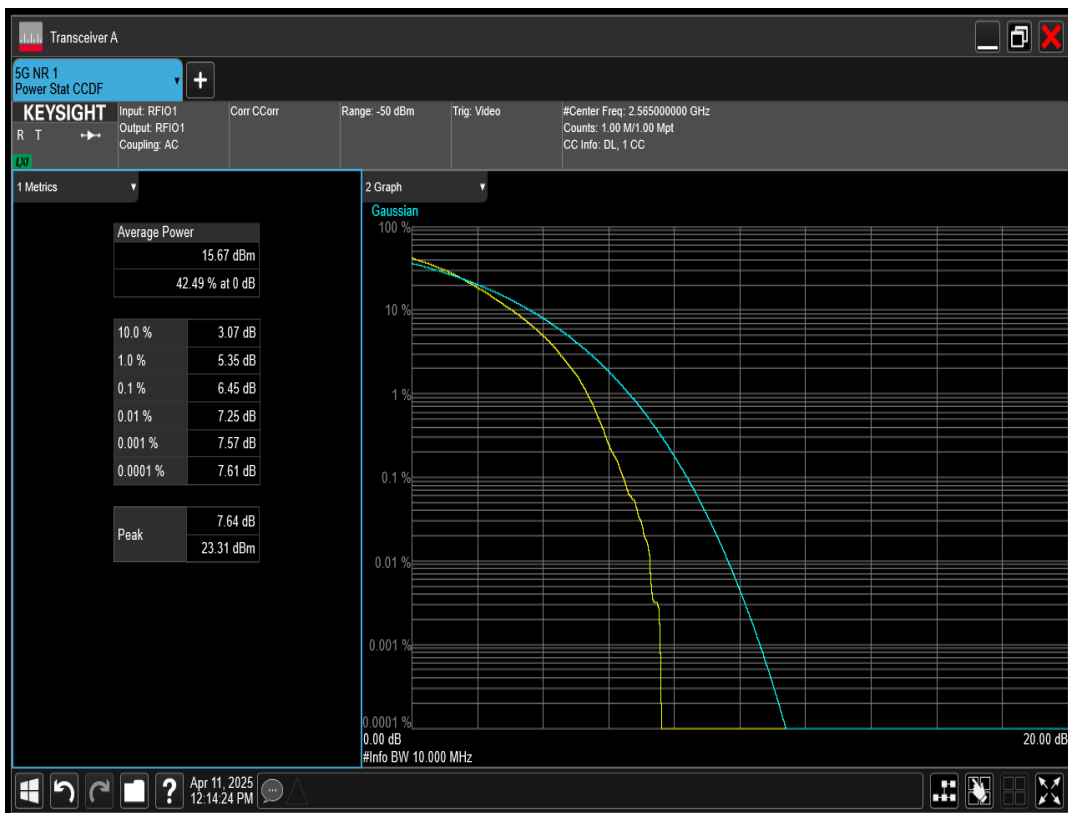 Transceiver A
5G NR 1
Power Stat CCDF
+
KEYSIGHT
R T
LXI
Input: RFIO1
Output: RFIO1
Coupling: AC
Corr CCorr
Range: -50 dBm
Trig: Video
#Center Freq: 2.565000000 GHz
Counts: 1.00 M/1.00 Mpt
CC Info: DL, 1 CC
1 Metrics
Average Power
15.67 dBm
42.49 % at 0 dB
10.0 % 3.07 dB
1.0 % 5.35 dB
0.1 % 6.45 dB
0.01 % 7.25 dB
0.001 % 7.57 dB
0.0001 % 7.61 dB
Peak
7.64 dB
23.31 dBm
2 Graph
Gaussian
100 %
10 %
1 %
0.1 %
0.01 %
0.001 %
0.0001 %
0.00 dB 20.00 dB
#Info BW 10.000 MHz
?
Apr 11, 2025
12:14:24 PM